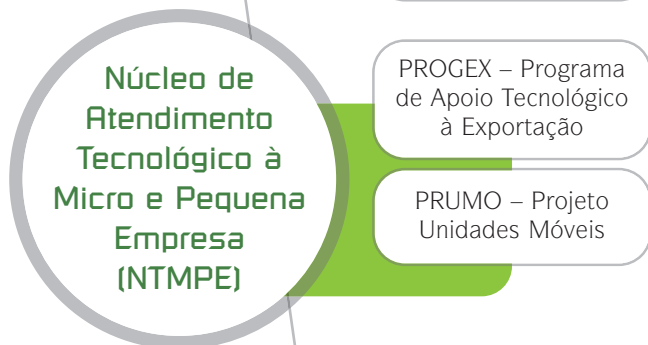 Núcleo de
Atendimento
Tecnológico à
Micro e Pequena
Empresa
(NTMPE)
PROGEX – Programa
de Apoio Tecnológico
à Exportação
PRUMO – Projeto
Unidades Móveis